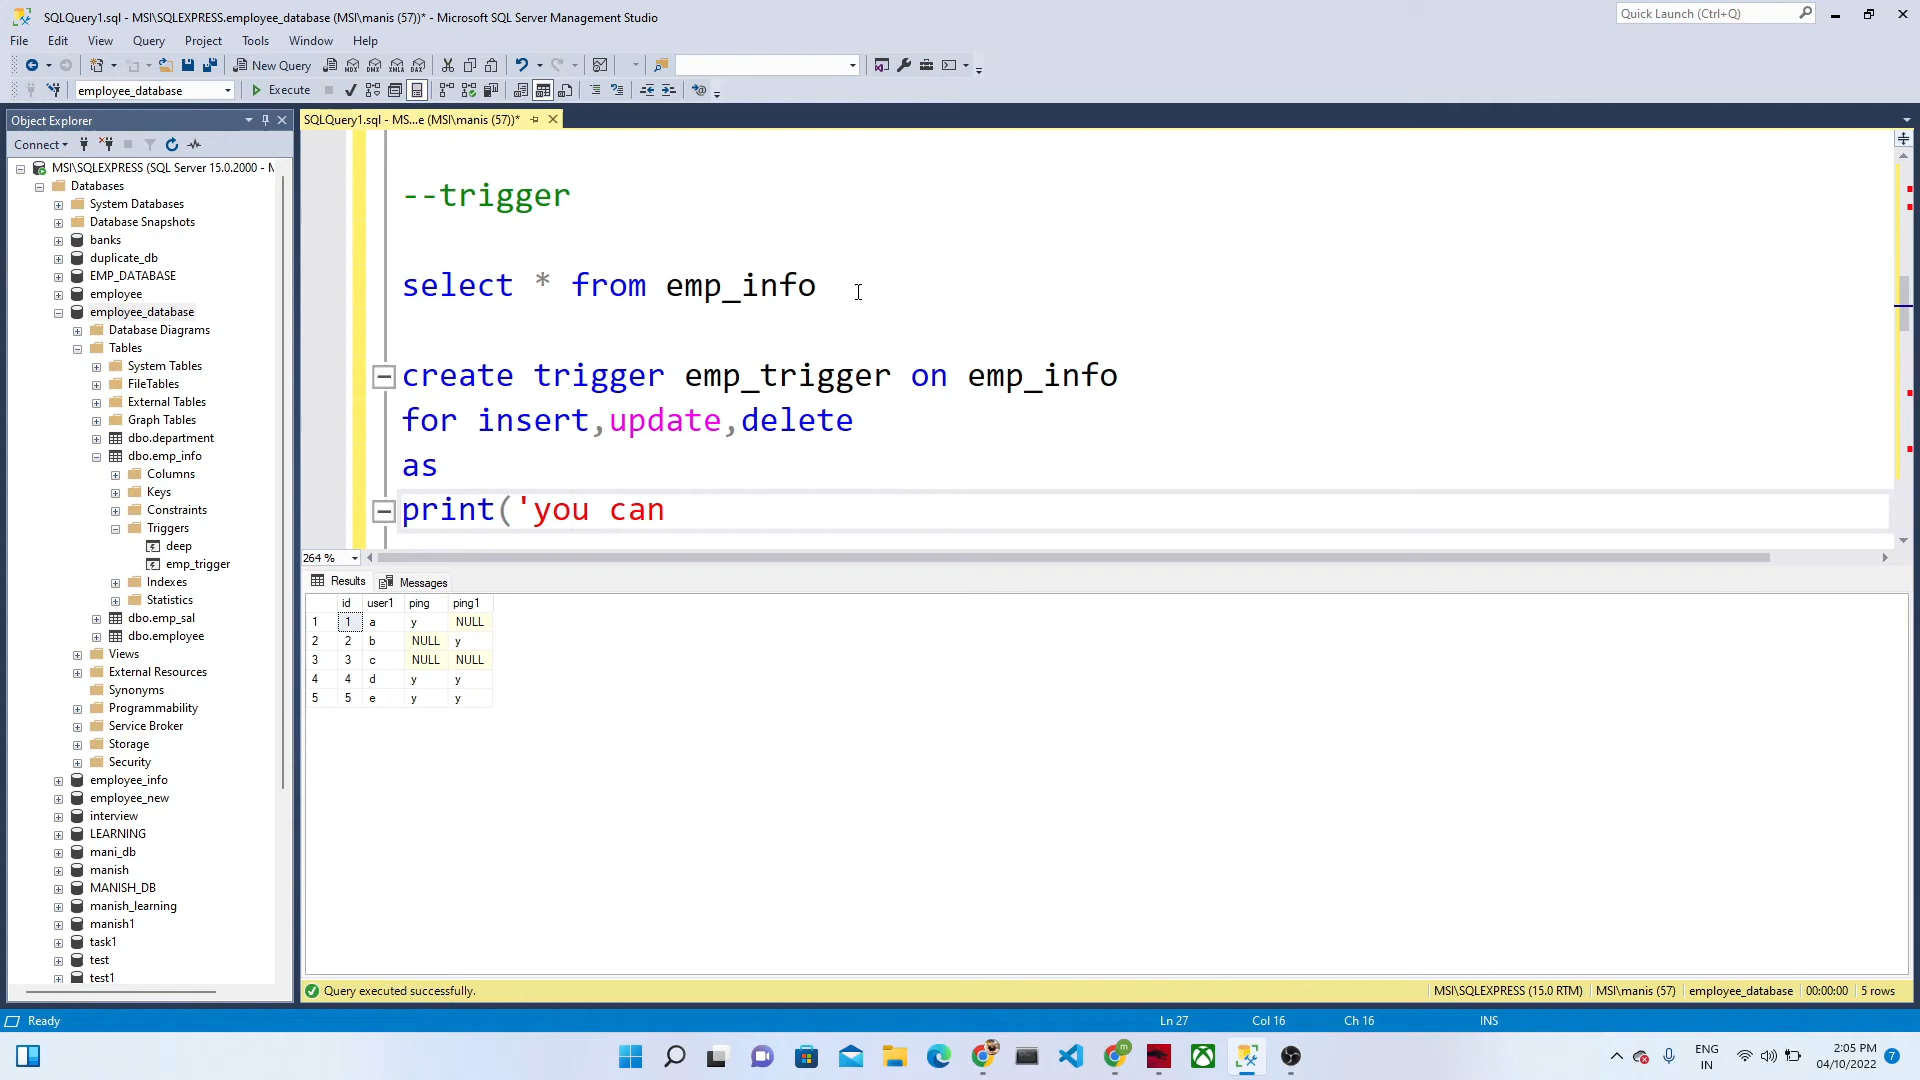 SQLQuery1.sql - MSI\SQLEXPRESS.employee_database (MSI\manis (57))* - Microsoft SQL Server Management Studio
Quick Launch (Ctrl+Q)
File Edit View Query Project Tools Window Help
New Query
MDX DMX XMLA DAX
employee_database
Execute
Object Explorer
SQLQuery1.sql - MS...e (MSI\manis (57))*
Connect
MSI\SQLEXPRESS (SQL Server 15.0.2000 - M
Databases
System Databases
Database Snapshots
banks
duplicate_db
EMP_DATABASE
employee
employee_database
Database Diagrams
Tables
System Tables
FileTables
External Tables
Graph Tables
dbo.department
dbo.emp_info
Columns
Keys
Constraints
Triggers
deep
emp_trigger
Indexes
Statistics
dbo.emp_sal
dbo.employee
Views
External Resources
Synonyms
Programmability
Service Broker
Storage
Security
employee_info
employee_new
interview
LEARNING
mani_db
manish
MANISH_DB
manish_learning
manish1
task1
test
test1
--trigger
select * from emp_info
create trigger emp_trigger on emp_info
for insert,update,delete
as
print('you can
264 %
Results Messages
id user1 ping ping1
1 1 a y NULL
2 2 b NULL y
3 3 c NULL NULL
4 4 d y y
5 5 e y y
Query executed successfully.
MSI\SQLEXPRESS (15.0 RTM) MSI\manis (57) employee_database 00:00:00 5 rows
Ready
Ln 27 Col 16 Ch 16 INS
m
ENG
IN
2:05 PM
04/10/2022
7